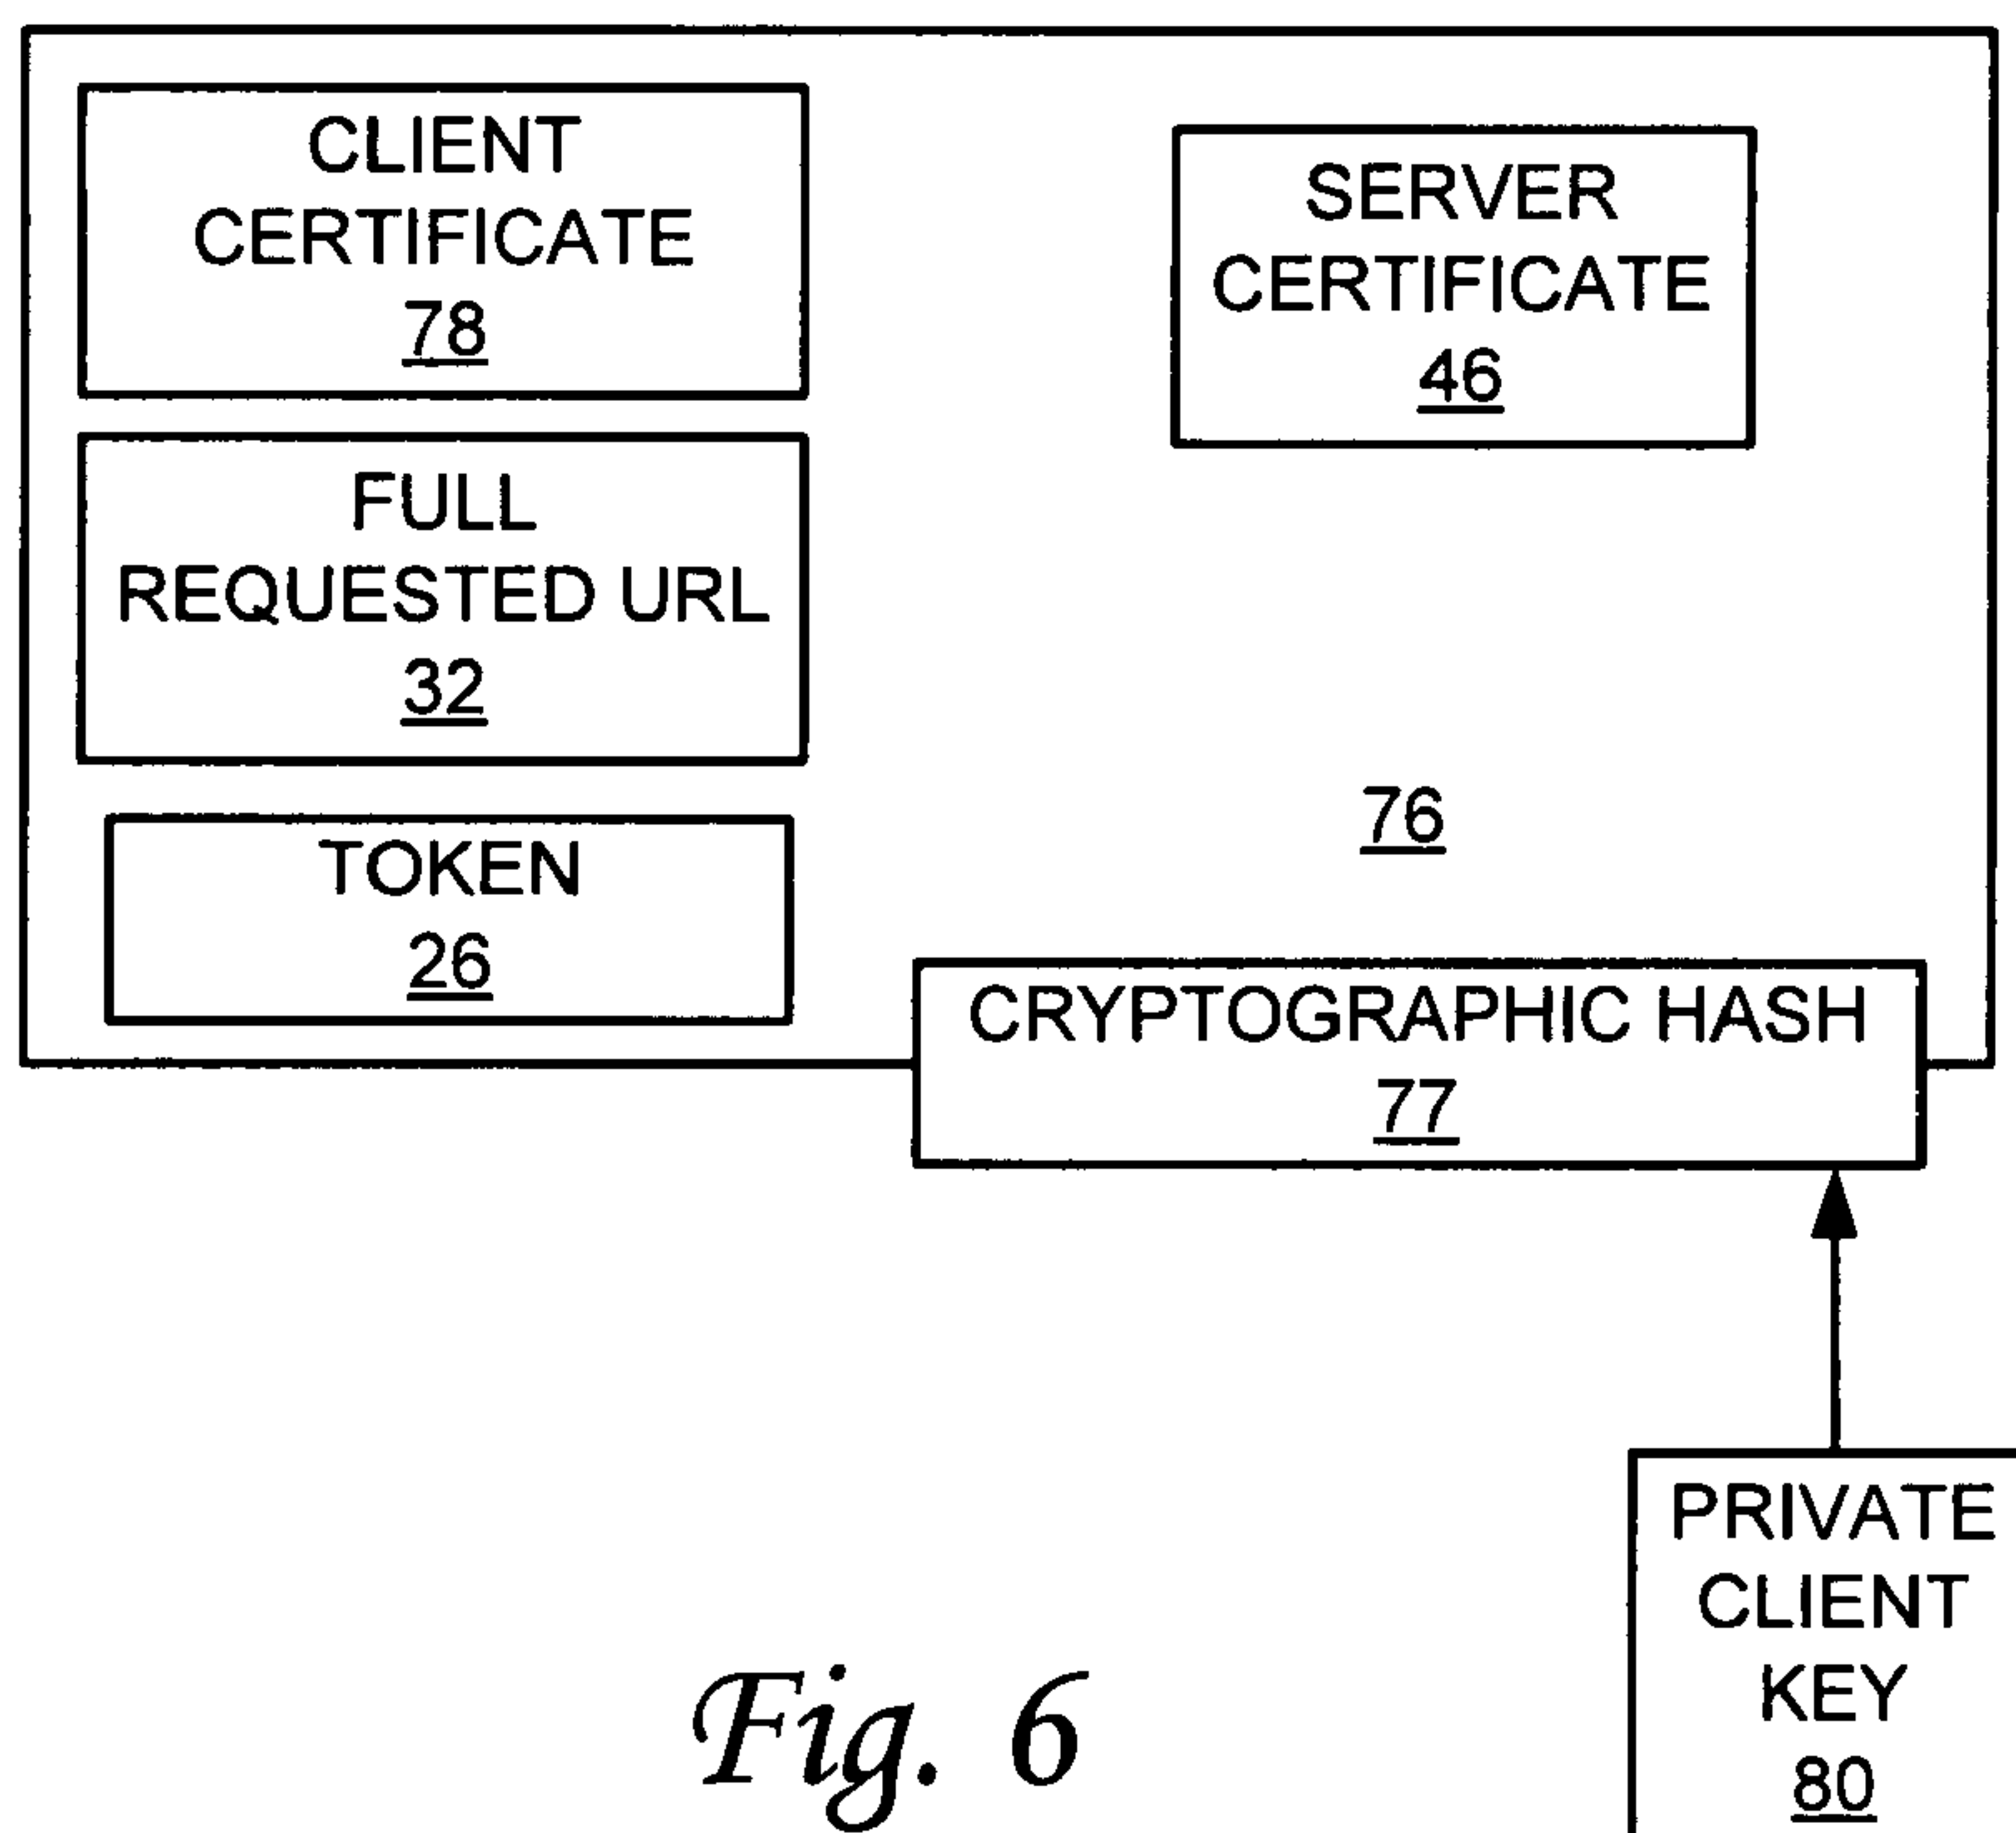 CLIENT
CERTIFICATE
78
SERVER
CERTIFICATE
46
FULL
REQUESTED URL
32
76
TOKEN
26
CRYPTOGRAPHIC HASH
77
PRIVATE
CLIENT
KEY
80
Fig. 6